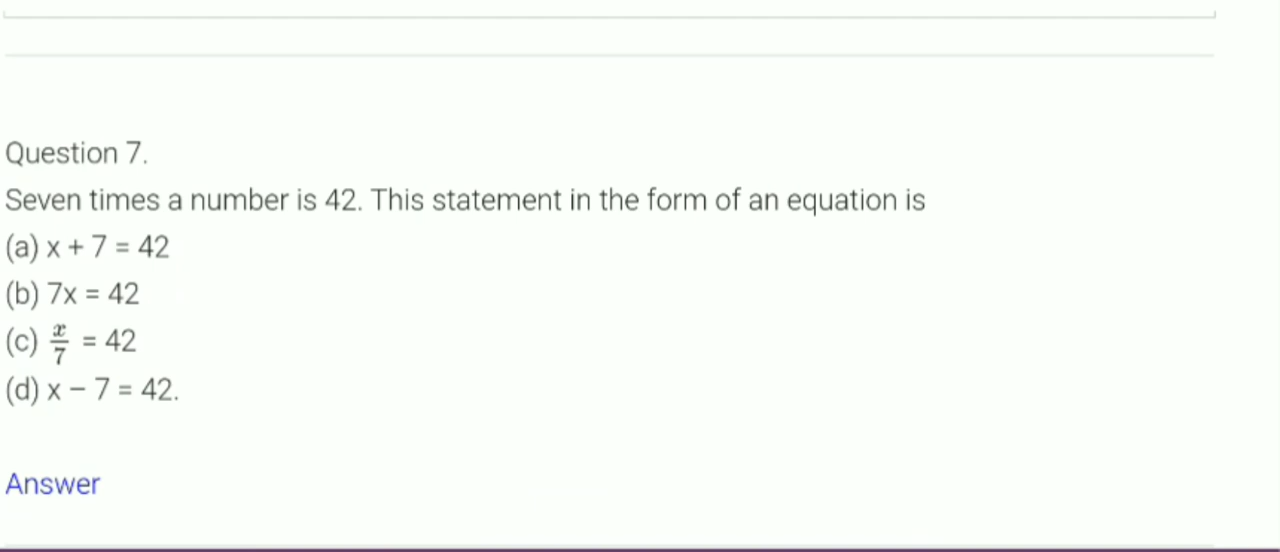 Question 7.
Seven times a number is 42. This statement in the form of an equation is
(a) x + 7 = 42
(b) 7x = 42
(c) \frac{x}{7} = 42
(d) x – 7 = 42.
Answer